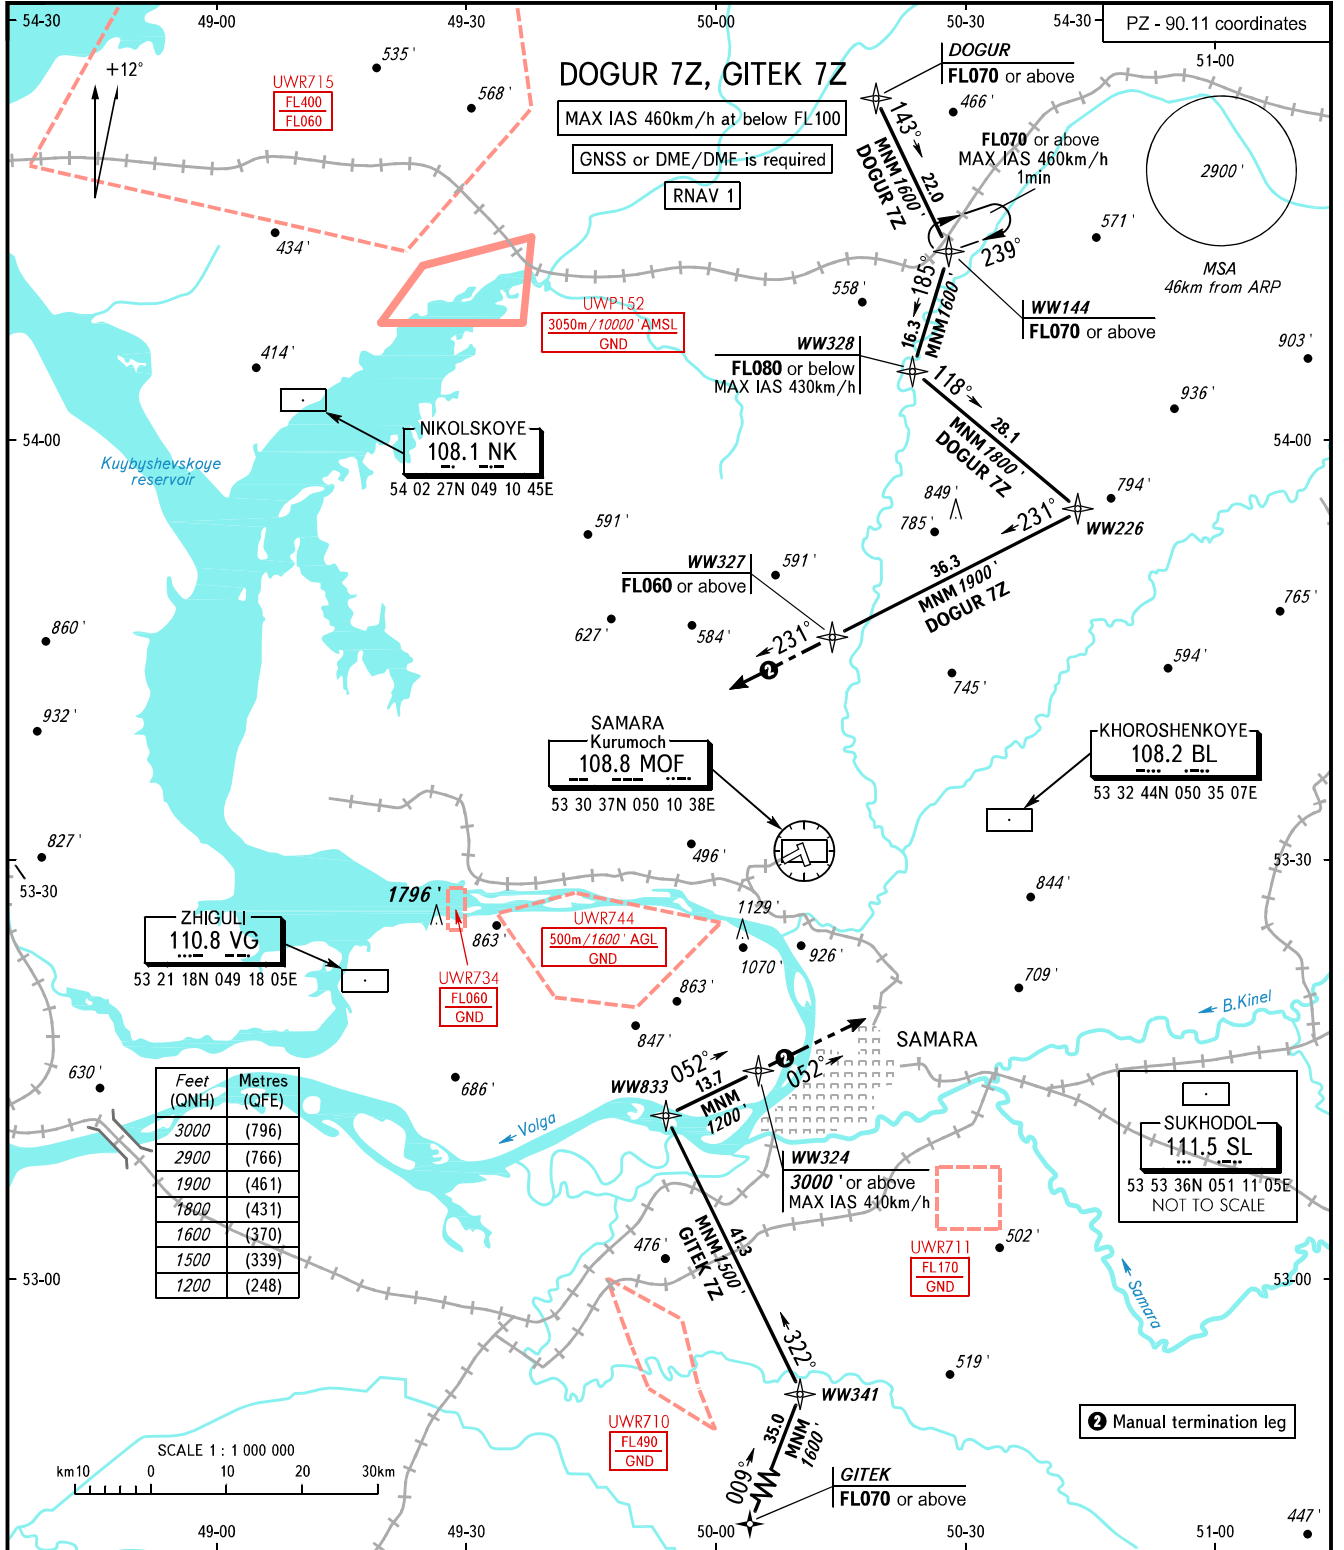 54-30
49-00
49-30
50-00
50-30
54-30
PZ - 90.11 coordinates
51-00
+12°
UWR715
FL400
FL060
535 '
568 '
DOGUR 7Z, GITEK 7Z
MAX IAS 460km/h at below FL100
GNSS or DME/DME is required
RNAV 1
DOGUR
FL070 or above
466 '
143°
22.0
MNM 1600 '
DOGUR 7Z
FL070 or above
MAX IAS 460km/h
1min
2900 '
MSA
46km from ARP
434 '
571 '
239°
185°
16.3
MNM 1600 '
558 '
WW144
FL070 or above
UWP152
3050m/10000 ' AMSL
GND
WW328
FL080 or below
MAX IAS 430km/h
903 '
414 '
936 '
118°
28.1
MNM 1800 '
DOGUR 7Z
NIKOLSKOYE
108.1 NK
54 02 27N 049 10 45E
54-00
54-00
Kuybyshevskoye
reservoir
849 '
785 '
794 '
WW226
231°
36.3
MNM 1900 '
DOGUR 7Z
591 '
WW327
FL060 or above
591 '
765 '
860 '
627 '
584 '
231°
2
594 '
745 '
932 '
SAMARA
Kurumoch
108.8 MOF
53 30 37N 050 10 38E
KHOROSHENKOYE
108.2 BL
53 32 44N 050 35 07E
827 '
496 '
53-30
53-30
1796 '
844 '
ZHIGULI
110.8 VG
53 21 18N 049 18 05E
863 '
UWR744
500m/1600 ' AGL
GND
1129 '
1070 '
926 '
UWR734
FL060
GND
863 '
709 '
847 '
B.Kinel
SAMARA
630 '
686 '
052°
13.7
MNM
1200 '
2
052°
WW833
Feet
(QNH)
Metres
(QFE)
3000 (796)
2900 (766)
1900 (461)
1800 (431)
1600 (370)
1500 (339)
1200 (248)
Volga
WW324
3000 ' or above
MAX IAS 410km/h
SUKHODOL
111.5 SL
53 53 36N 051 11 05E
NOT TO SCALE
476 '
41.3
MNM 1500 '
GITEK 7Z
502 '
UWR711
FL170
GND
53-00
53-00
Samara
322°
519 '
WW341
UWR710
FL490
GND
35.0
MNM
1600 '
009°
2 Manual termination leg
SCALE 1 : 1 000 000
km10 0 10 20 30km
GITEK
FL070 or above
447 '
49-00
49-30
50-00
50-30
51-00